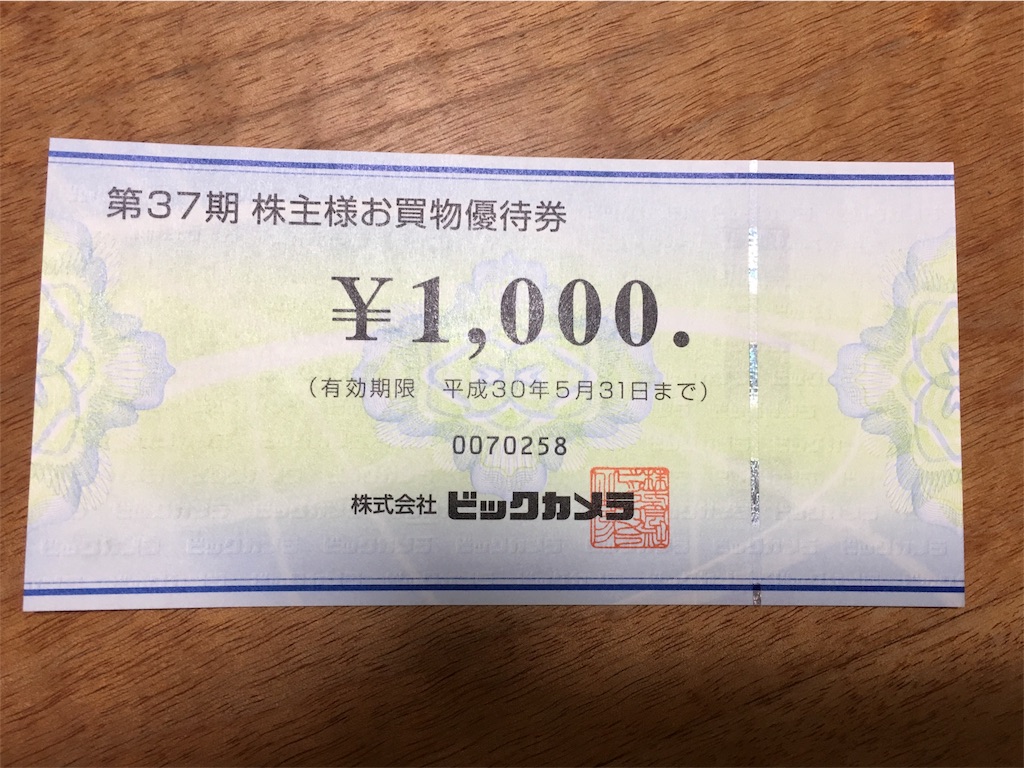 第37期 株主様お買物優待券
￥1,000.
（有効期限　平成30年5月31日まで）
0070258
株式会社 ビックカメラ